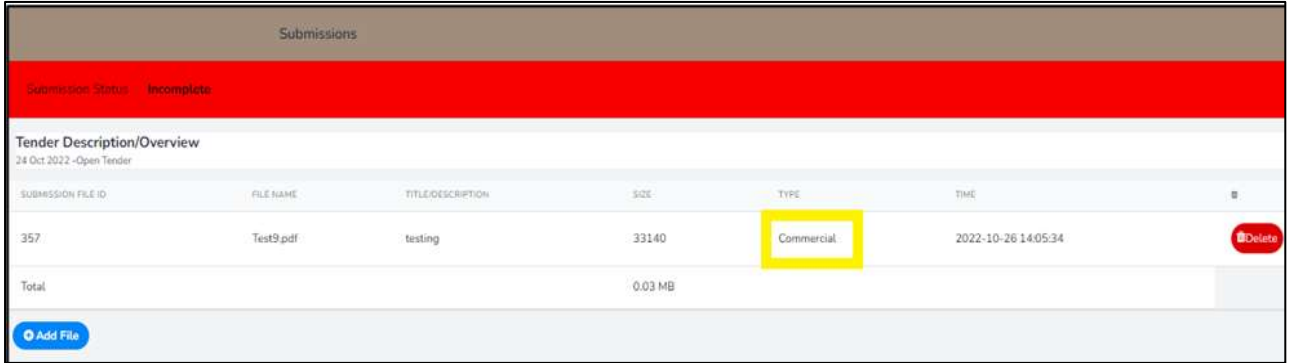 Submissions
Submission Status Incomplete
Tender Description/Overview
24 Oct 2022 -Open Tender
SUBMISSION FILE ID FILE NAME TITLE/DESCRIPTION SIZE TYPE TIME
357 Test9.pdf testing 33140 Commercial 2022-10-26 14:05:34 Delete
Total 0.03 MB
Add File